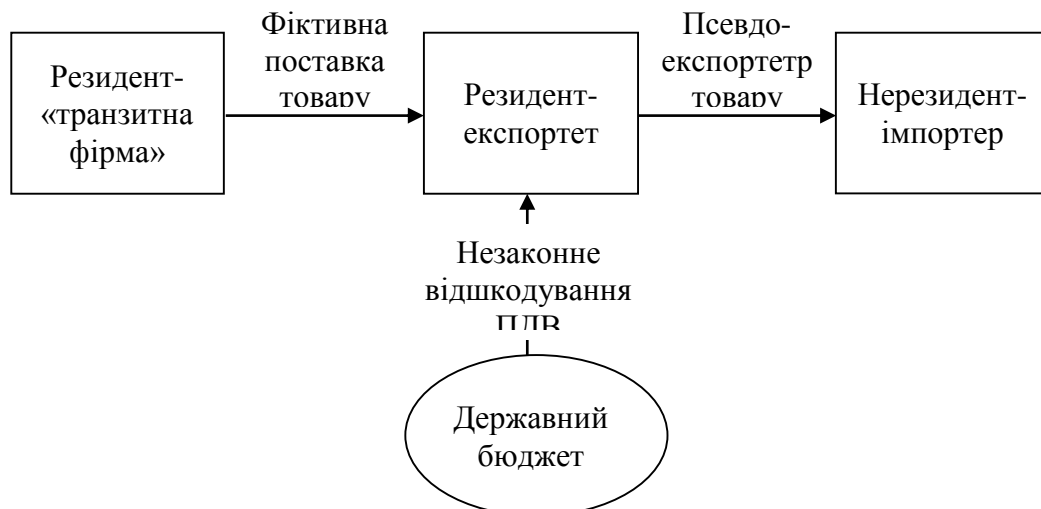 Резидент-
«транзитна
фірма»
Фіктивна
поставка
товару
Резидент-
експортет
Псевдо-
експортетр
товару
Нерезидент-
імпортер
Незаконне
відшкодування
ПДВ
Державний
бюджет